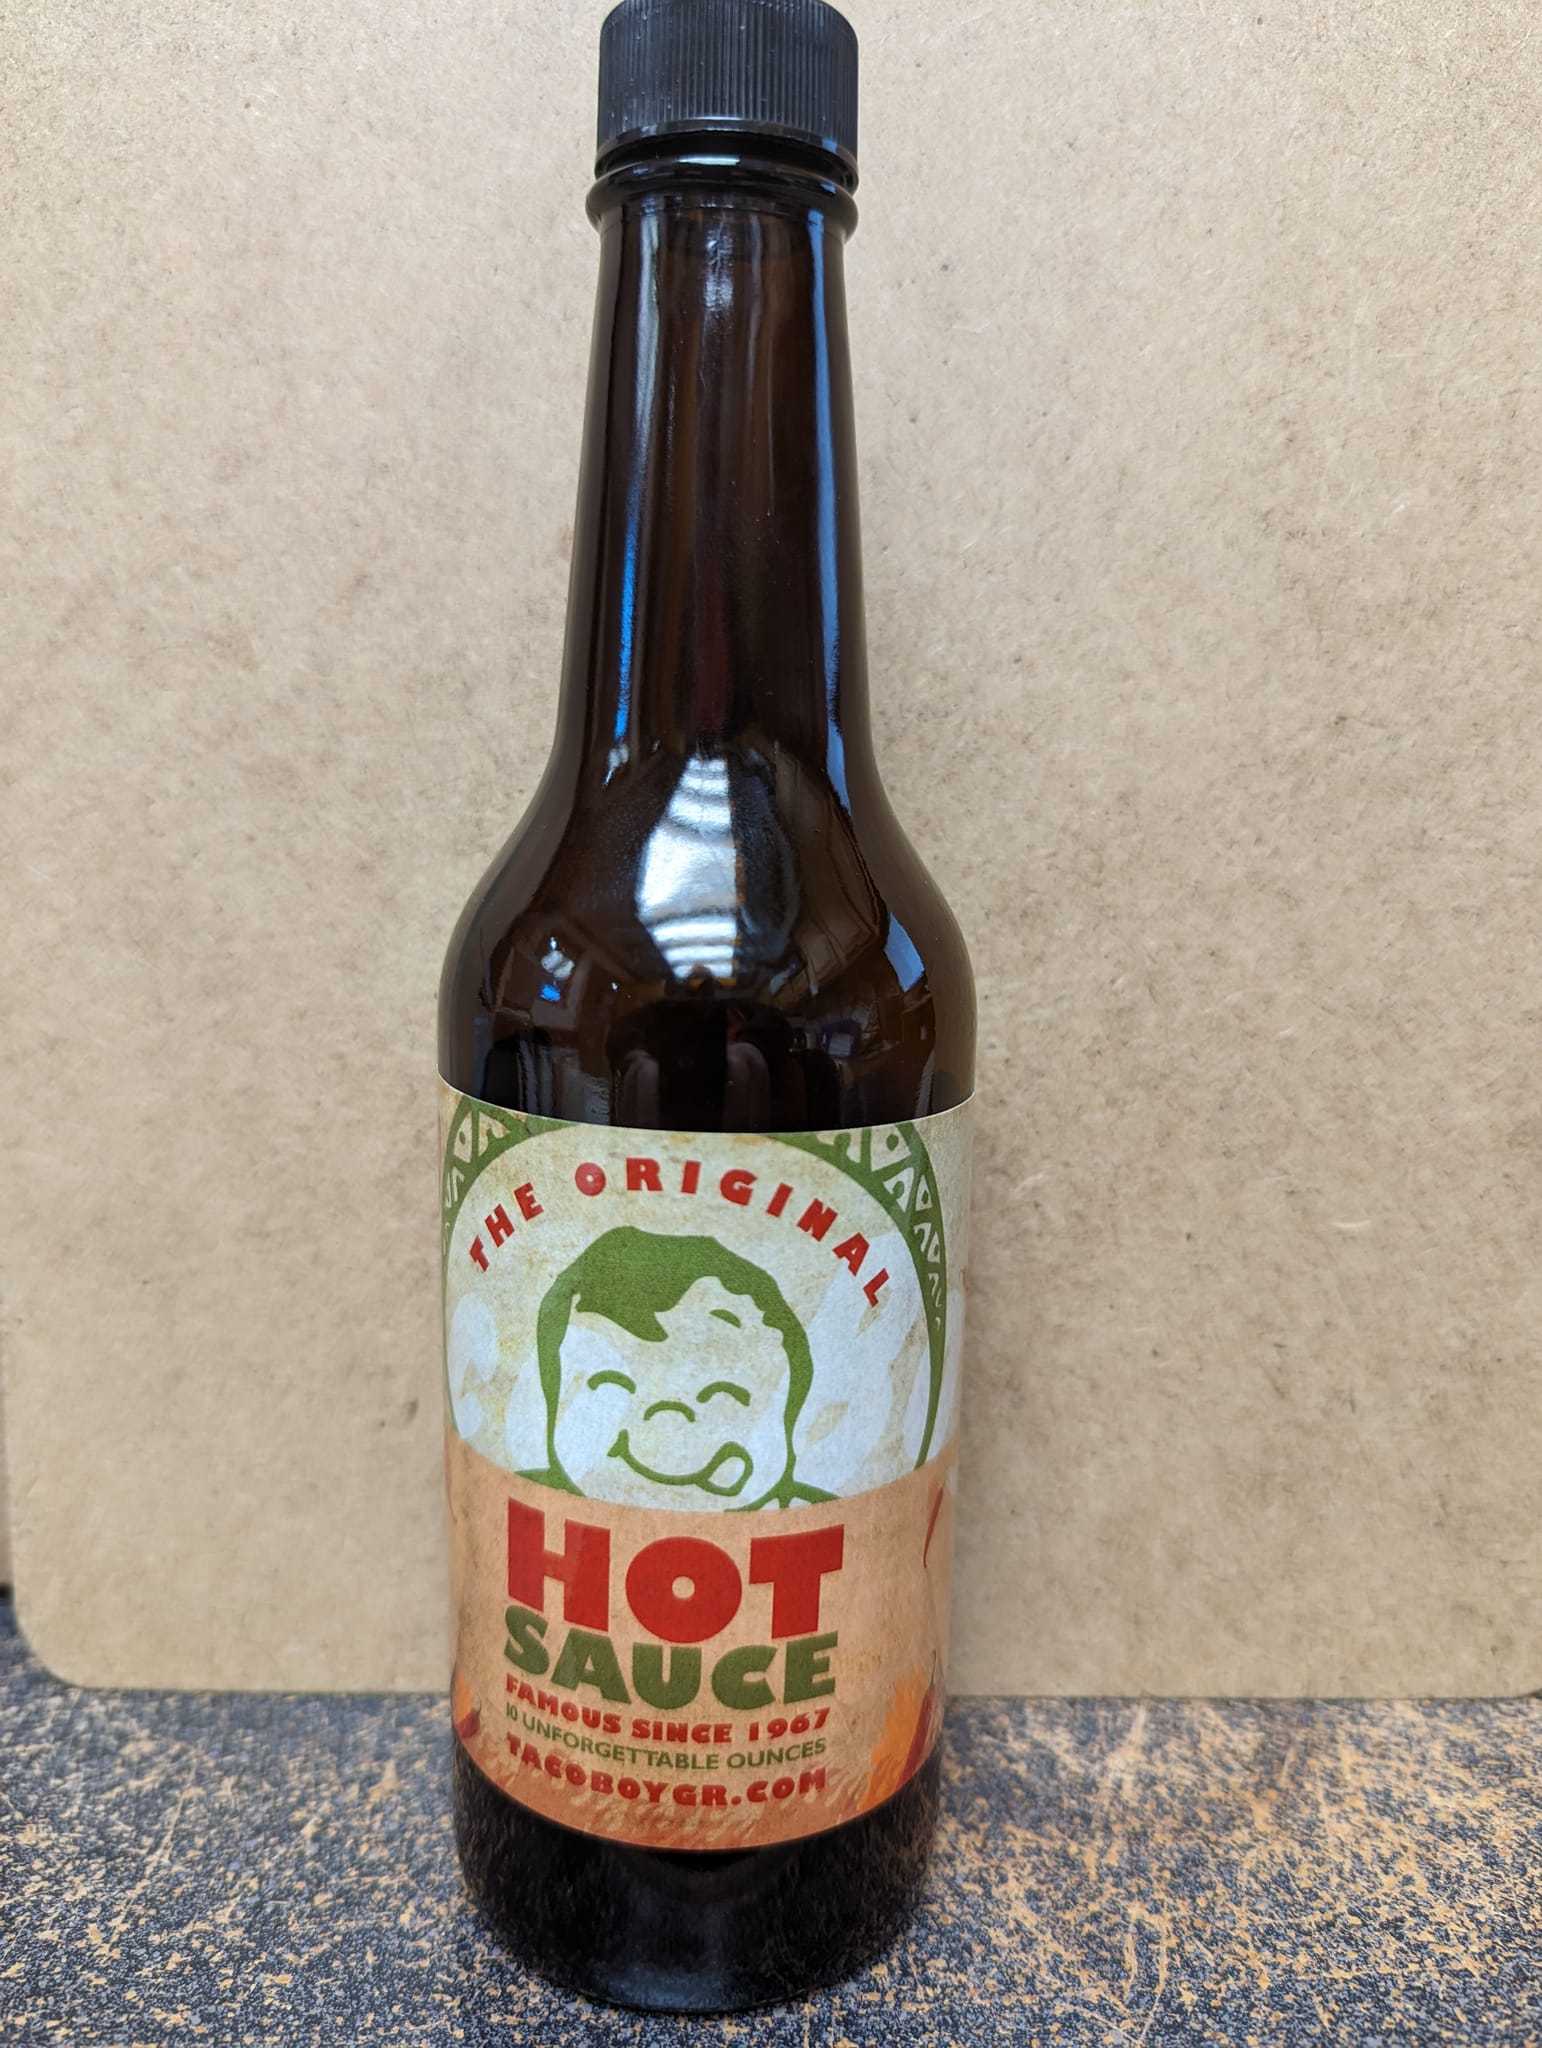 THE ORIGINAL
HOT
SAUCE
FAMOUS SINCE 1967
10 UNFORGETTABLE OUNCES
TACOBOYGR.COM